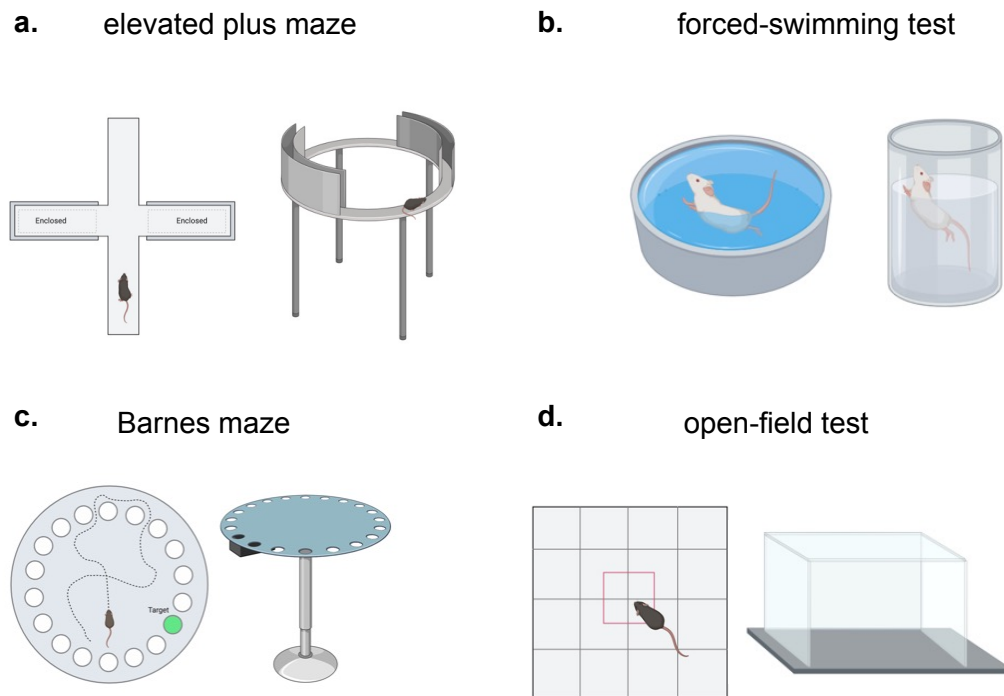 a. elevated plus maze
b. forced-swimming test
Enclosed
Enclosed
c. Barnes maze
d. open-field test
Target